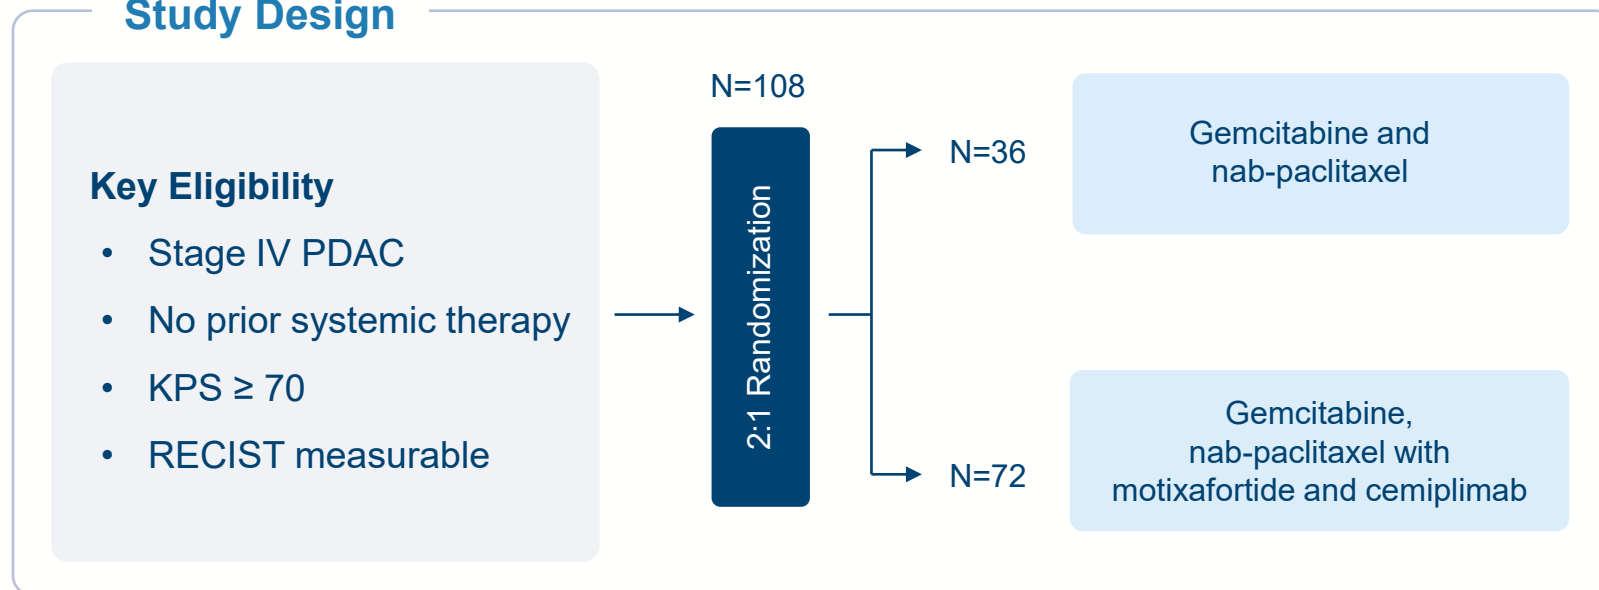 Study Design
Key Eligibility
• Stage IV PDAC
• No prior systemic therapy
• KPS ≥ 70
• RECIST measurable
N=108
2:1 Randomization
N=36
Gemcitabine and
nab-paclitaxel
N=72
Gemcitabine,
nab-paclitaxel with
motixafortide and cemiplimab